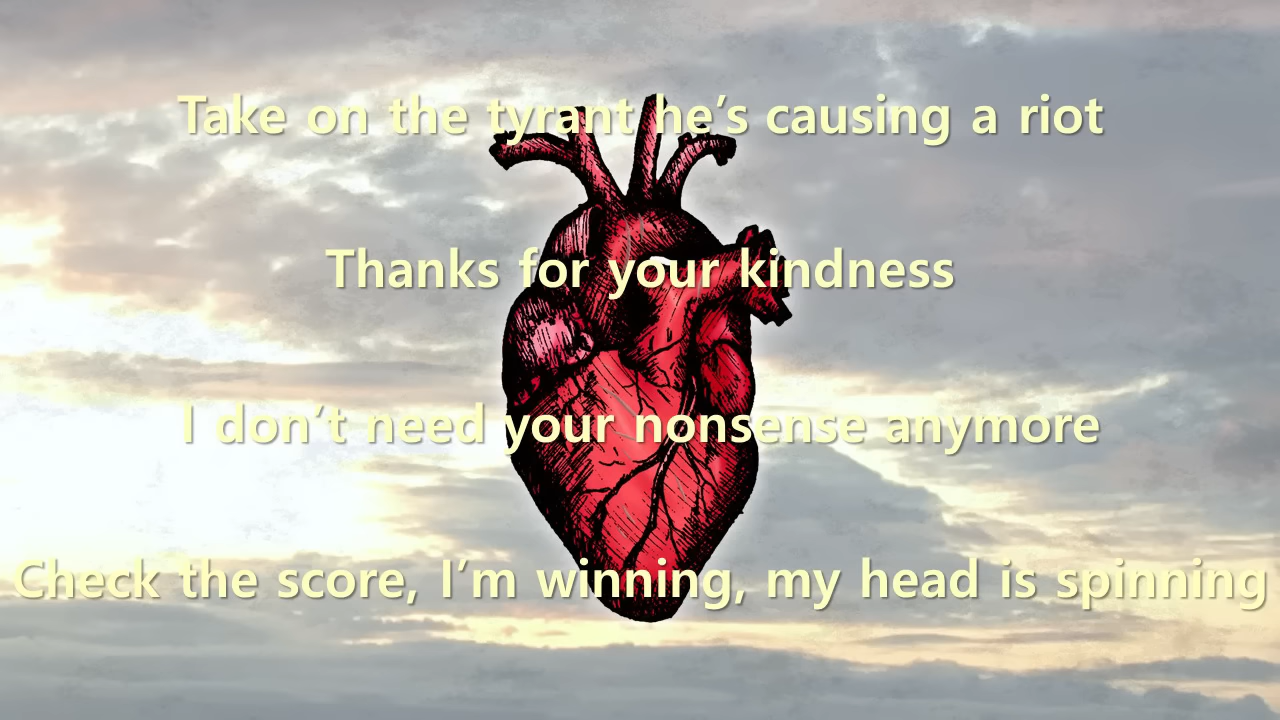 Take on the tyrant he’s causing a riot
Thanks for your kindness
I don’t need your nonsense anymore
Check the score, I’m winning, my head is spinning